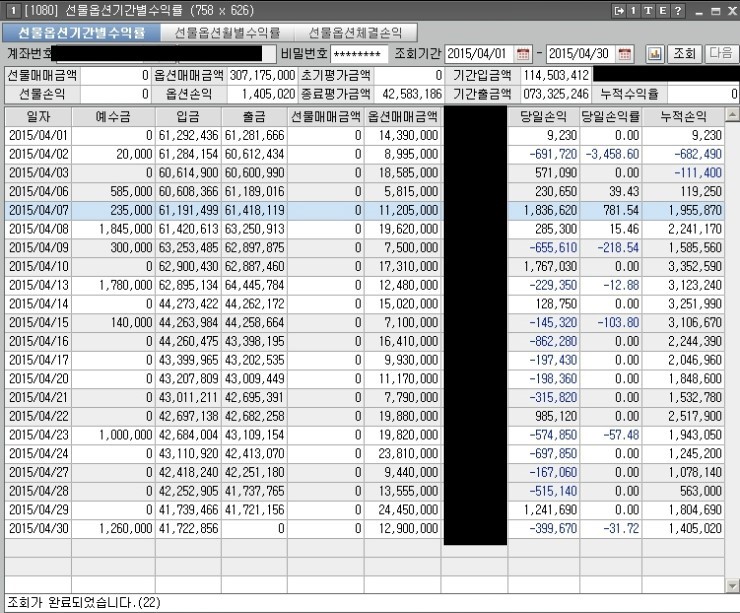 1 [1080] 선물옵션기간별수익률 (758 x 626) 1 T E ?
선물옵션기간별수익률 선물옵션월별수익률 선물옵션체결손익
계좌번호 비밀번호 ******** 조회기간 2015/04/01 - 2015/04/30 조회 다음
선물매매금액 0 옵션매매금액 307,175,000 초기평가금액 0 기간입금액 114,503,412
선물손익 0 옵션손익 1,405,020 종료평가금액 42,583,186 기간출금액 073,325,246 누적수익률 0
일자 예수금 입금 출금 선물매매금액 옵션매매금액 당일손익 당일손익률 누적손익
2015/04/01 0 61,292,436 61,281,666 0 14,390,000 9,230 0.00 9,230
2015/04/02 20,000 61,284,154 60,612,434 0 8,995,000 -691,720 -3,458.60 -682,490
2015/04/03 0 60,614,900 60,600,990 0 18,585,000 571,090 0.00 -111,400
2015/04/06 585,000 60,608,366 61,189,016 0 5,815,000 230,650 39.43 119,250
2015/04/07 235,000 61,191,499 61,418,119 0 11,205,000 1,836,620 781.54 1,955,870
2015/04/08 1,845,000 61,420,613 63,250,913 0 19,620,000 285,300 15.46 2,241,170
2015/04/09 300,000 63,253,485 62,897,875 0 7,500,000 -655,610 -218.54 1,585,560
2015/04/10 0 62,900,430 62,887,460 0 17,310,000 1,767,030 0.00 3,352,590
2015/04/13 1,780,000 62,895,134 64,445,784 0 12,480,000 -229,350 -12.88 3,123,240
2015/04/14 0 44,273,422 44,262,172 0 15,020,000 128,750 0.00 3,251,990
2015/04/15 140,000 44,263,984 44,258,664 0 7,100,000 -145,320 -103.80 3,106,670
2015/04/16 0 44,260,475 43,398,195 0 16,410,000 -862,280 0.00 2,244,390
2015/04/17 0 43,399,965 43,202,535 0 9,930,000 -197,430 0.00 2,046,960
2015/04/20 0 43,207,809 43,009,449 0 11,170,000 -198,360 0.00 1,848,600
2015/04/21 0 43,011,211 42,695,391 0 7,790,000 -315,820 0.00 1,532,780
2015/04/22 0 42,697,138 42,682,258 0 19,880,000 985,120 0.00 2,517,900
2015/04/23 1,000,000 42,684,004 43,109,154 0 19,820,000 -574,850 -57.48 1,943,050
2015/04/24 0 43,110,920 42,413,070 0 23,810,000 -697,850 0.00 1,245,200
2015/04/27 0 42,418,240 42,251,180 0 9,440,000 -167,060 0.00 1,078,140
2015/04/28 0 42,252,905 41,737,765 0 13,555,000 -515,140 0.00 563,000
2015/04/29 0 41,739,466 41,721,156 0 24,450,000 1,241,690 0.00 1,804,690
2015/04/30 1,260,000 41,722,856 0 0 12,900,000 -399,670 -31.72 1,405,020
조회가 완료되었습니다.(22)